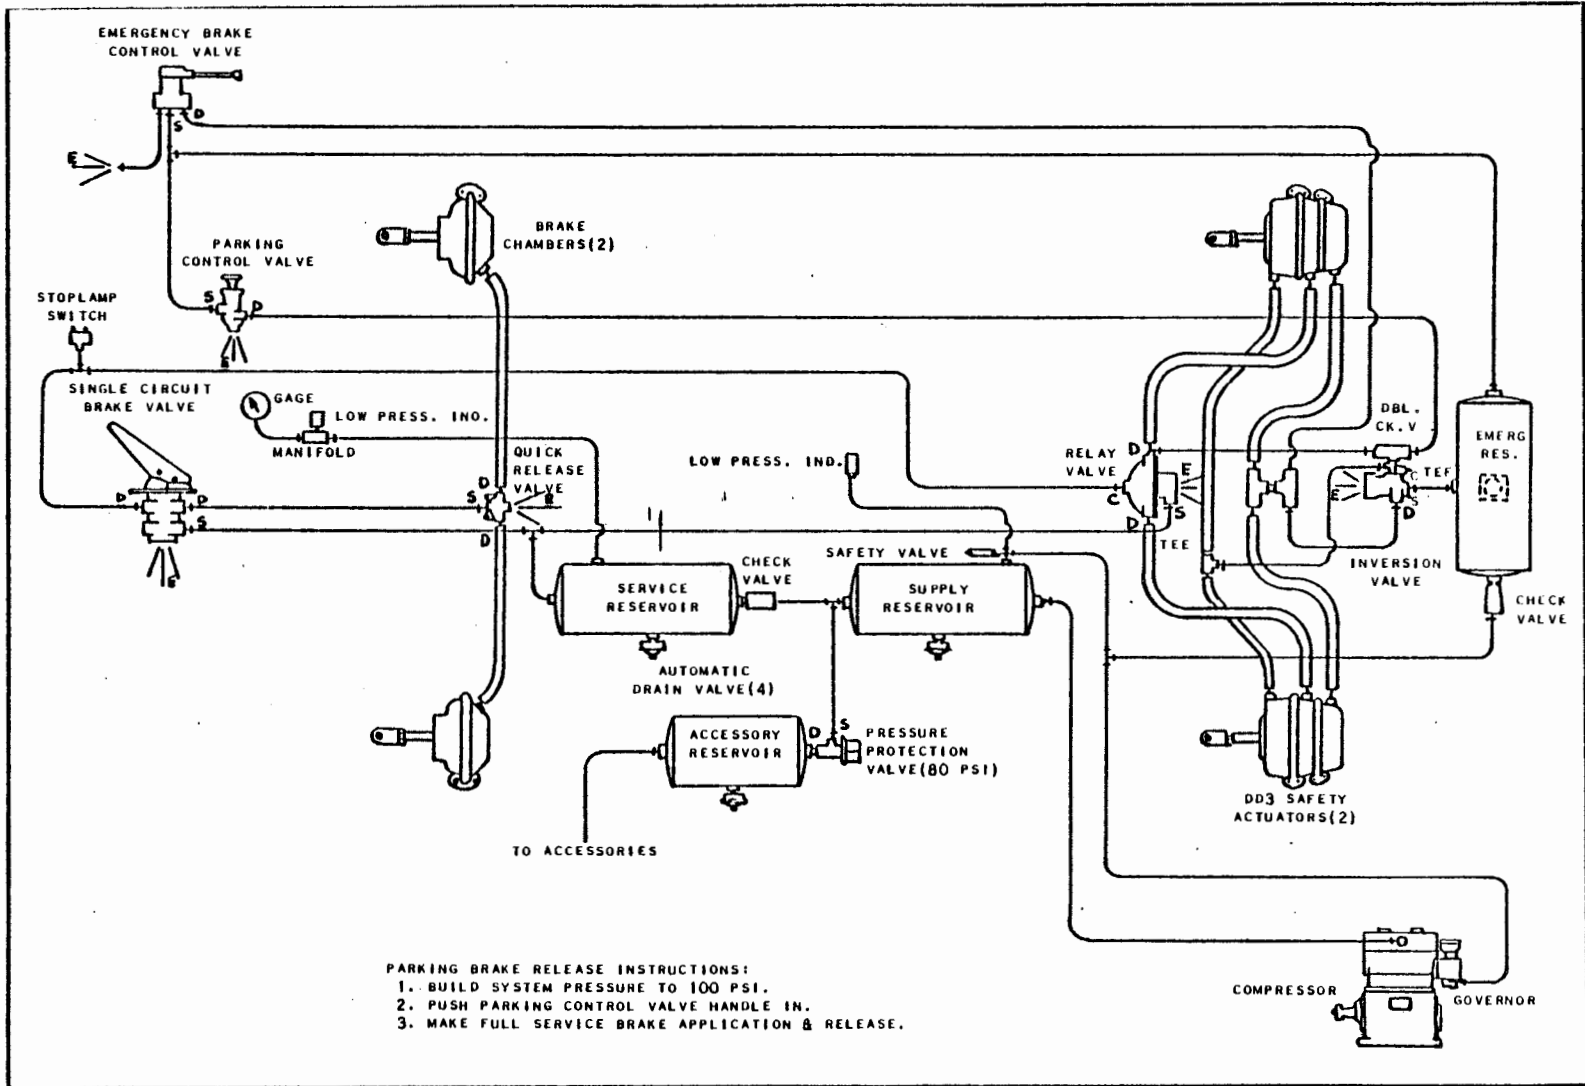 EMERGENCY BRAKE
CONTROL VALVE
D
S
E
BRAKE
CHAMBERS(2)
PARKING
CONTROL VALVE
S
D
E
STOPLAMP
SWITCH
SINGLE CIRCUIT
BRAKE VALVE
GAGE
LOW PRESS. IND.
MANIFOLD
QUICK
RELEASE
VALVE
D
S
E
D
D
D
S
E
LOW PRESS. IND.
RELAY
VALVE
D
E
C
S
D
TEE
DBL.
CK.V
C
TEE
S
E
D
INVERSION
VALVE
EMERG
RES.
CHECK
VALVE
SAFETY VALVE
CHECK
VALVE
SERVICE
RESERVOIR
SUPPLY
RESERVOIR
AUTOMATIC
DRAIN VALVE(4)
ACCESSORY
RESERVOIR
D
S
PRESSURE
PROTECTION
VALVE(80 PSI)
TO ACCESSORIES
DD3 SAFETY
ACTUATORS(2)
D
COMPRESSOR
GOVERNOR
PARKING BRAKE RELEASE INSTRUCTIONS:
1. BUILD SYSTEM PRESSURE TO 100 PSI.
2. PUSH PARKING CONTROL VALVE HANDLE IN.
3. MAKE FULL SERVICE BRAKE APPLICATION & RELEASE.